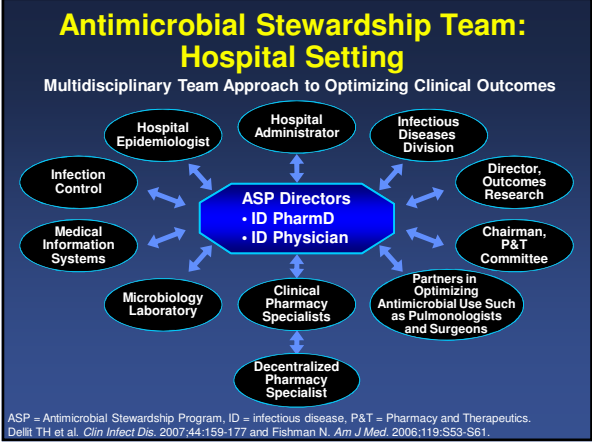 Antimicrobial Stewardship Team:
Hospital Setting
Multidisciplinary Team Approach to Optimizing Clinical Outcomes
Hospital
Epidemiologist
Hospital
Administrator
Infectious
Diseases
Division
Infection
Control
Director,
Outcomes
Research
ASP Directors
• ID PharmD
• ID Physician
Medical
Information
Systems
Chairman,
P&T
Committee
Microbiology
Laboratory
Clinical
Pharmacy
Specialists
Partners in
Optimizing
Antimicrobial Use Such
as Pulmonologists
and Surgeons
Decentralized
Pharmacy
Specialist
ASP = Antimicrobial Stewardship Program, ID = infectious disease, P&T = Pharmacy and Therapeutics.
Dellit TH et al. Clin Infect Dis. 2007;44:159-177 and Fishman N. Am J Med. 2006;119:S53-S61.